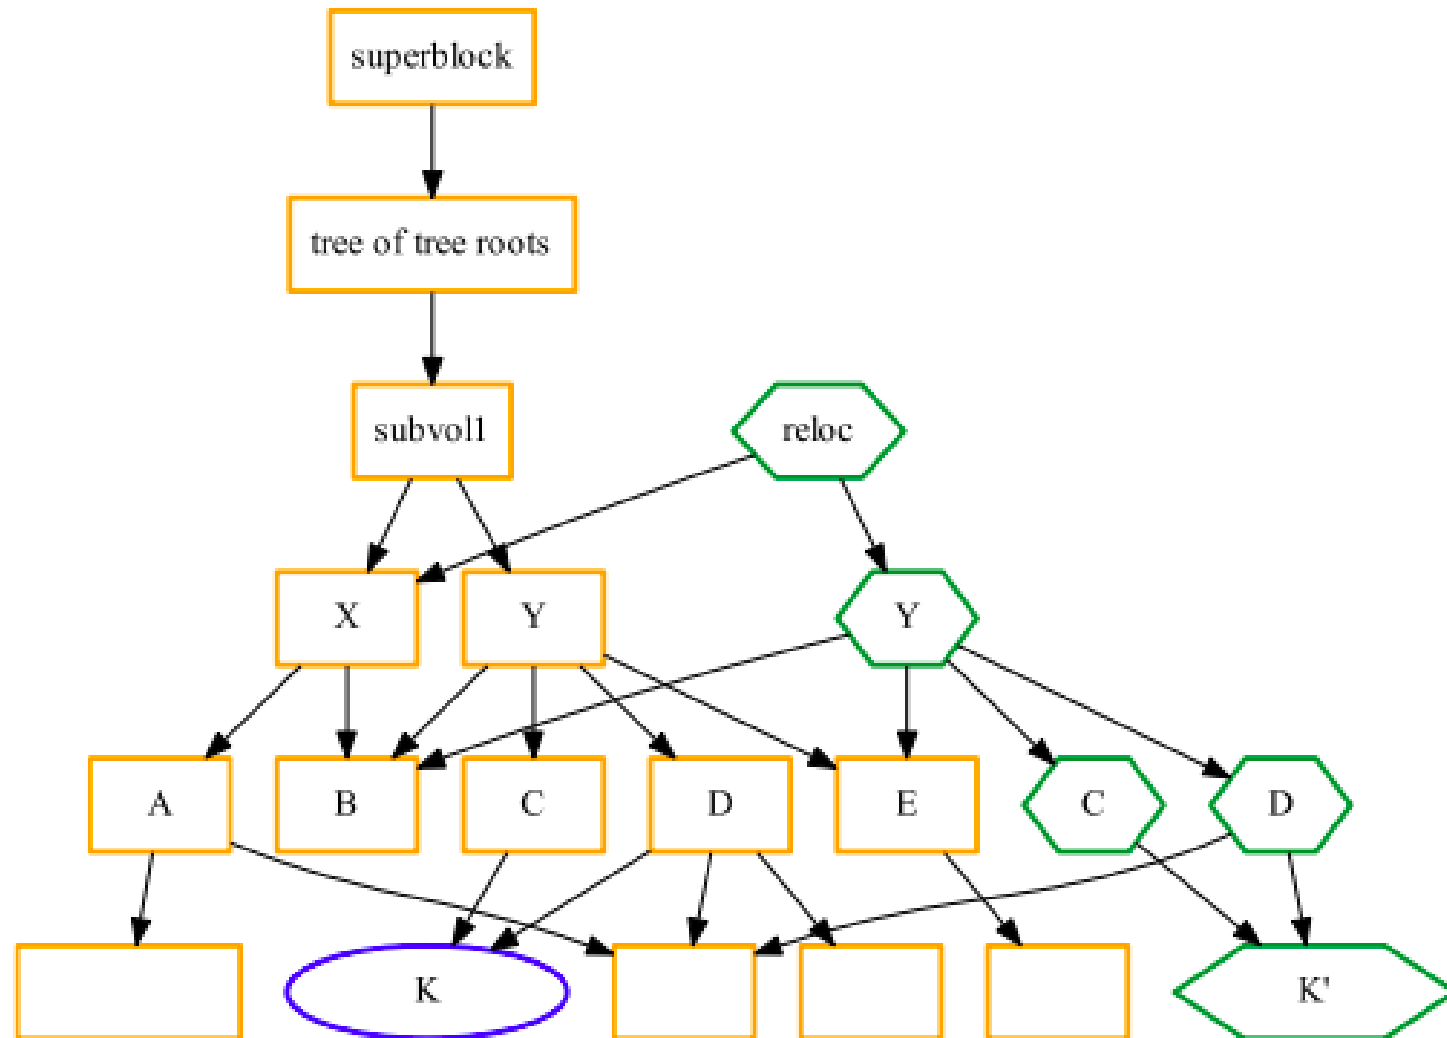 superblock
tree of tree roots
subvol1
reloc
X
Y
Y
A
B
C
D
E
C
D
K
K'